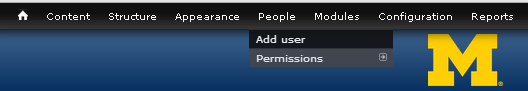 Content Structure Appearance People Modules Configuration Reports
Add user
Permissions
M